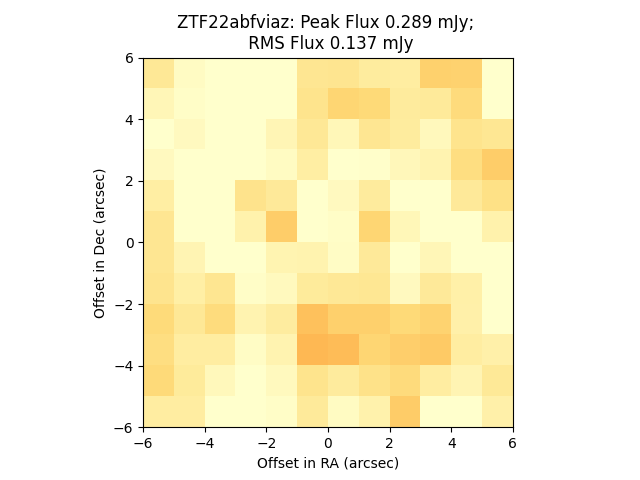 ZTF22abfviaz: Peak Flux 0.289 mJy;
RMS Flux 0.137 mJy
6
4
2
0
−2
−4
−6
Offset in Dec (arcsec)
−6 −4 −2 0 2 4 6
Offset in RA (arcsec)